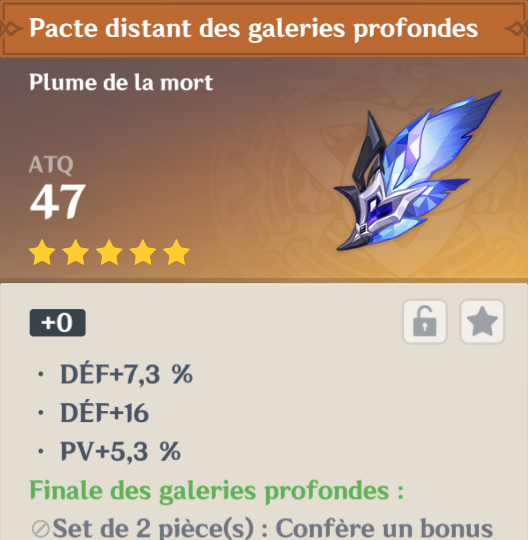 Pacte distant des galeries profondes
Plume de la mort
ATQ
47
+0
· DÉF+7,3 %
· DÉF+16
· PV+5,3 %
Finale des galeries profondes :
Set de 2 pièce(s) : Confère un bonus